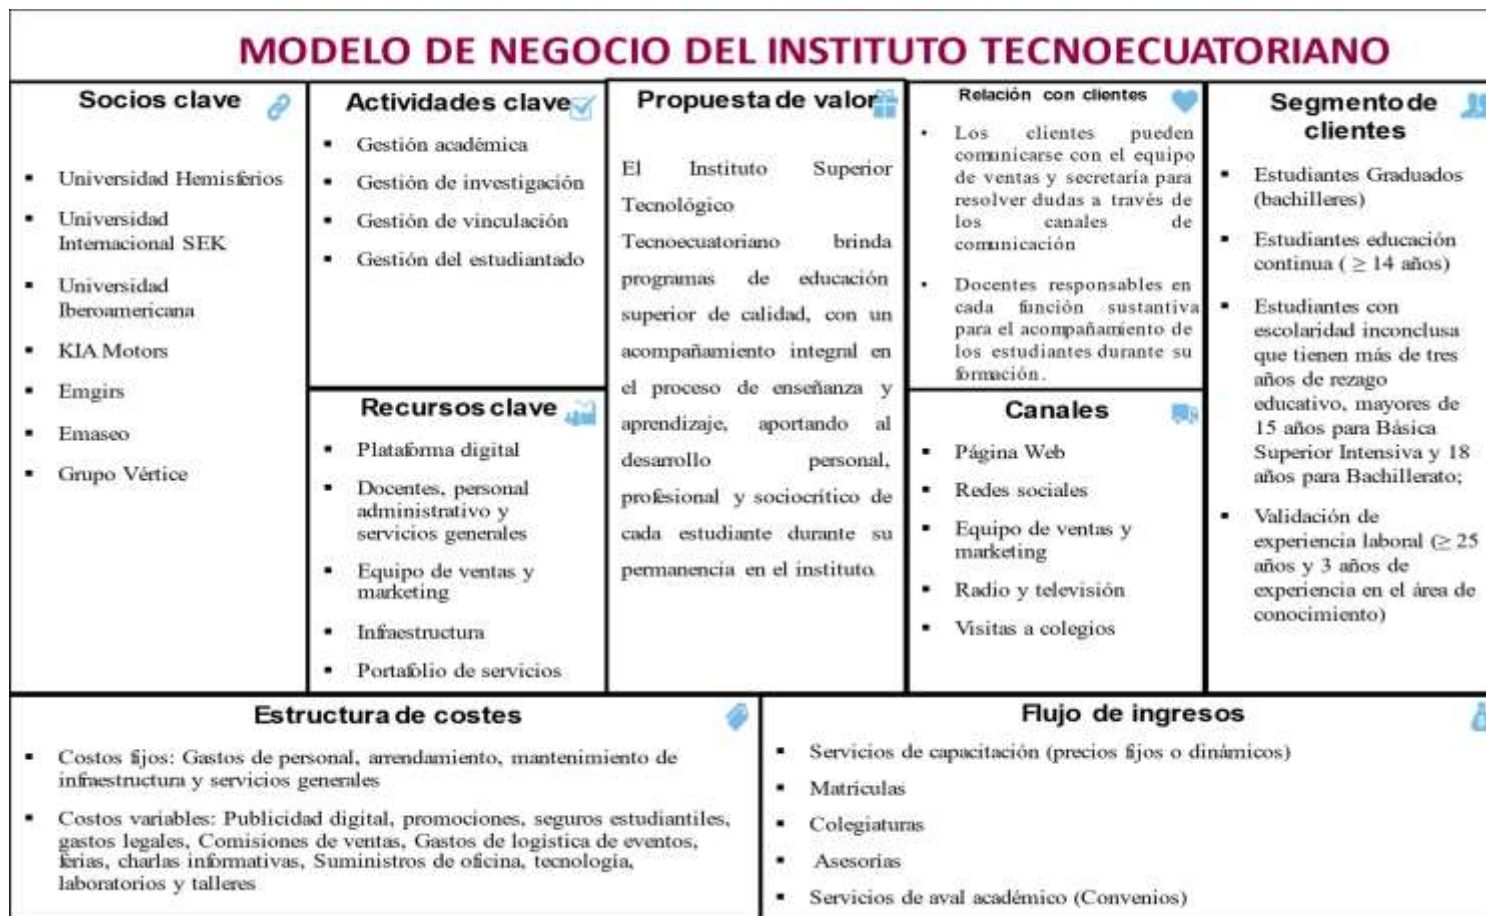 MODELO DE NEGOCIO DEL INSTITUTO TECNOECUATORIANO
Socios clave
▪ Universidad Hemisferios
▪ Universidad
Internacional SEK
▪ Universidad
Iberoamericana
▪ KIA Motors
▪ Emgirs
▪ Emaseo
▪ Grupo Vértice
Actividades clave
▪ Gestión académica
▪ Gestión de investigación
▪ Gestión de vinculación
▪ Gestión del estudiantado
Recursos clave
▪ Plataforma digital
▪ Docentes, personal
administrativo y
servicios generales
▪ Equipo de ventas y
marketing
▪ Infraestructura
▪ Portafolio de servicios
Propuesta de valor
El Instituto Superior
Tecnológico
Tecnoecuatoriano brinda
programas de educación
superior de calidad, con un
acompañamiento integral en
el proceso de enseñanza y
aprendizaje, aportando al
desarrollo personal,
profesional y sociocrítico de
cada estudiante durante su
permanencia en el instituto.
Relación con clientes
• Los clientes pueden
comunicarse con el equipo
de ventas y secretaría para
resolver dudas a través de
los canales de
comunicación
• Docentes responsables en
cada función sustantiva
para el acompañamiento de
los estudiantes durante su
formación.
Canales
▪ Página Web
▪ Redes sociales
▪ Equipo de ventas y
marketing
▪ Radio y televisión
▪ Visitas a colegios
Segmento de
clientes
▪ Estudiantes Graduados
(bachilleres)
▪ Estudiantes educación
continua ( ≥ 14 años)
▪ Estudiantes con
escolaridad inconclusa
que tienen más de tres
años de rezago
educativo, mayores de
15 años para Básica
Superior Intensiva y 18
años para Bachillerato;
▪ Validación de
experiencia laboral (≥ 25
años y 3 años de
experiencia en el área de
conocimiento)
Estructura de costes
▪ Costos fijos: Gastos de personal, arrendamiento, mantenimiento de
infraestructura y servicios generales
▪ Costos variables: Publicidad digital, promociones, seguros estudiantiles,
gastos legales, Comisiones de ventas, Gastos de logística de eventos,
ferias, charlas informativas, Suministros de oficina, tecnología,
laboratorios y talleres
Flujo de ingresos
▪ Servicios de capacitación (precios fijos o dinámicos)
▪ Matrículas
▪ Colegiaturas
▪ Asesorías
▪ Servicios de aval académico (Convenios)